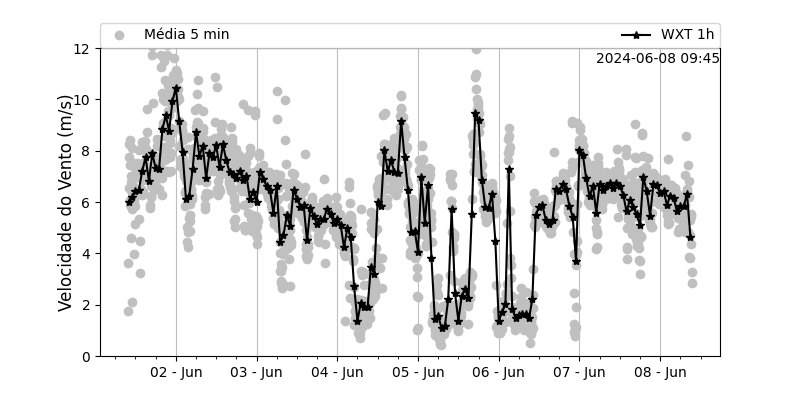 Média 5 min
WXT 1h
2024-06-08 09:45
Velocidade do Vento (m/s)
12
10
8
6
4
2
0
02 - Jun
03 - Jun
04 - Jun
05 - Jun
06 - Jun
07 - Jun
08 - Jun